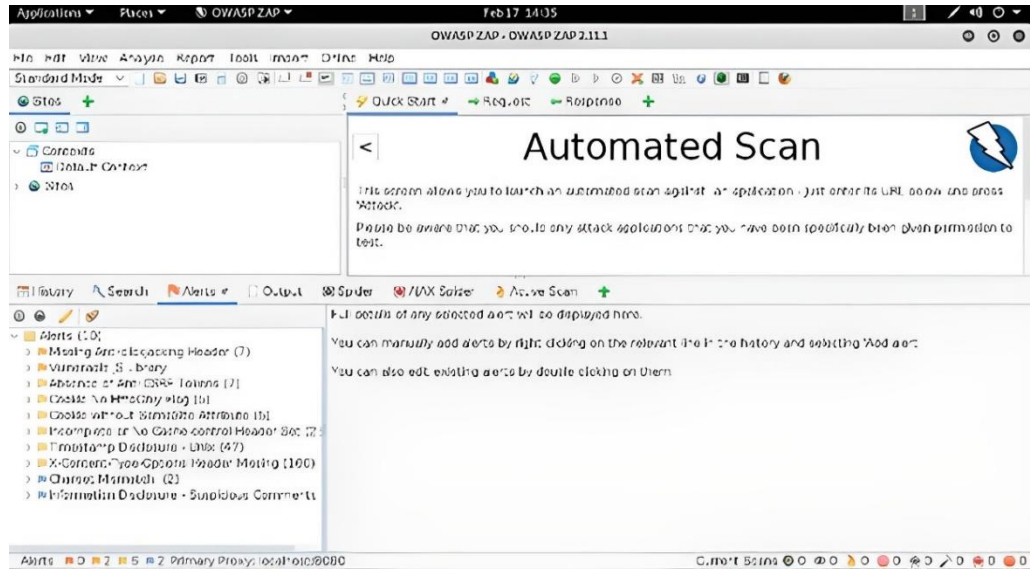 Applications Places OWASP ZAP Feb 17 14:35 1
OWASP ZAP - OWASP ZAP 2.11.1
Edit View Analyse Report Tools Import Help
Standard Mode
Sites
Quick Start Request Response
Contexts
Default Context
Sites
<
Automated Scan
This screen allows you to launch an automated scan against an application - just enter its URL below and press
'Attack'.
Please be aware that you should only attack applications that you have been specifically been given permission to
test.
History Search Alerts Output Spider AJAX Spider Active Scan
Full details of any selected alert will be displayed here.
You can manually add alerts by right clicking on the relevant line in the history and selecting 'Add alert'.
You can also edit existing alerts by double clicking on them.
Alerts (10)
Missing Anti-clickjacking Header (7)
Vulnerable JS Library
Absence of Anti-CSRF Tokens
Cookie No HttpOnly Flag
Cookie without SameSite Attribute
Incomplete or No Cache-control Header Set
Timestamp Disclosure - Unix (47)
X-Content-Type-Options Header Missing (100)
Charset Mismatch (2)
Information Disclosure - Suspicious Comments
Alerts 0 2 5 2 Primary Proxy: localhost:8080
Current Scans 0 0 0 0 0 0 0 0